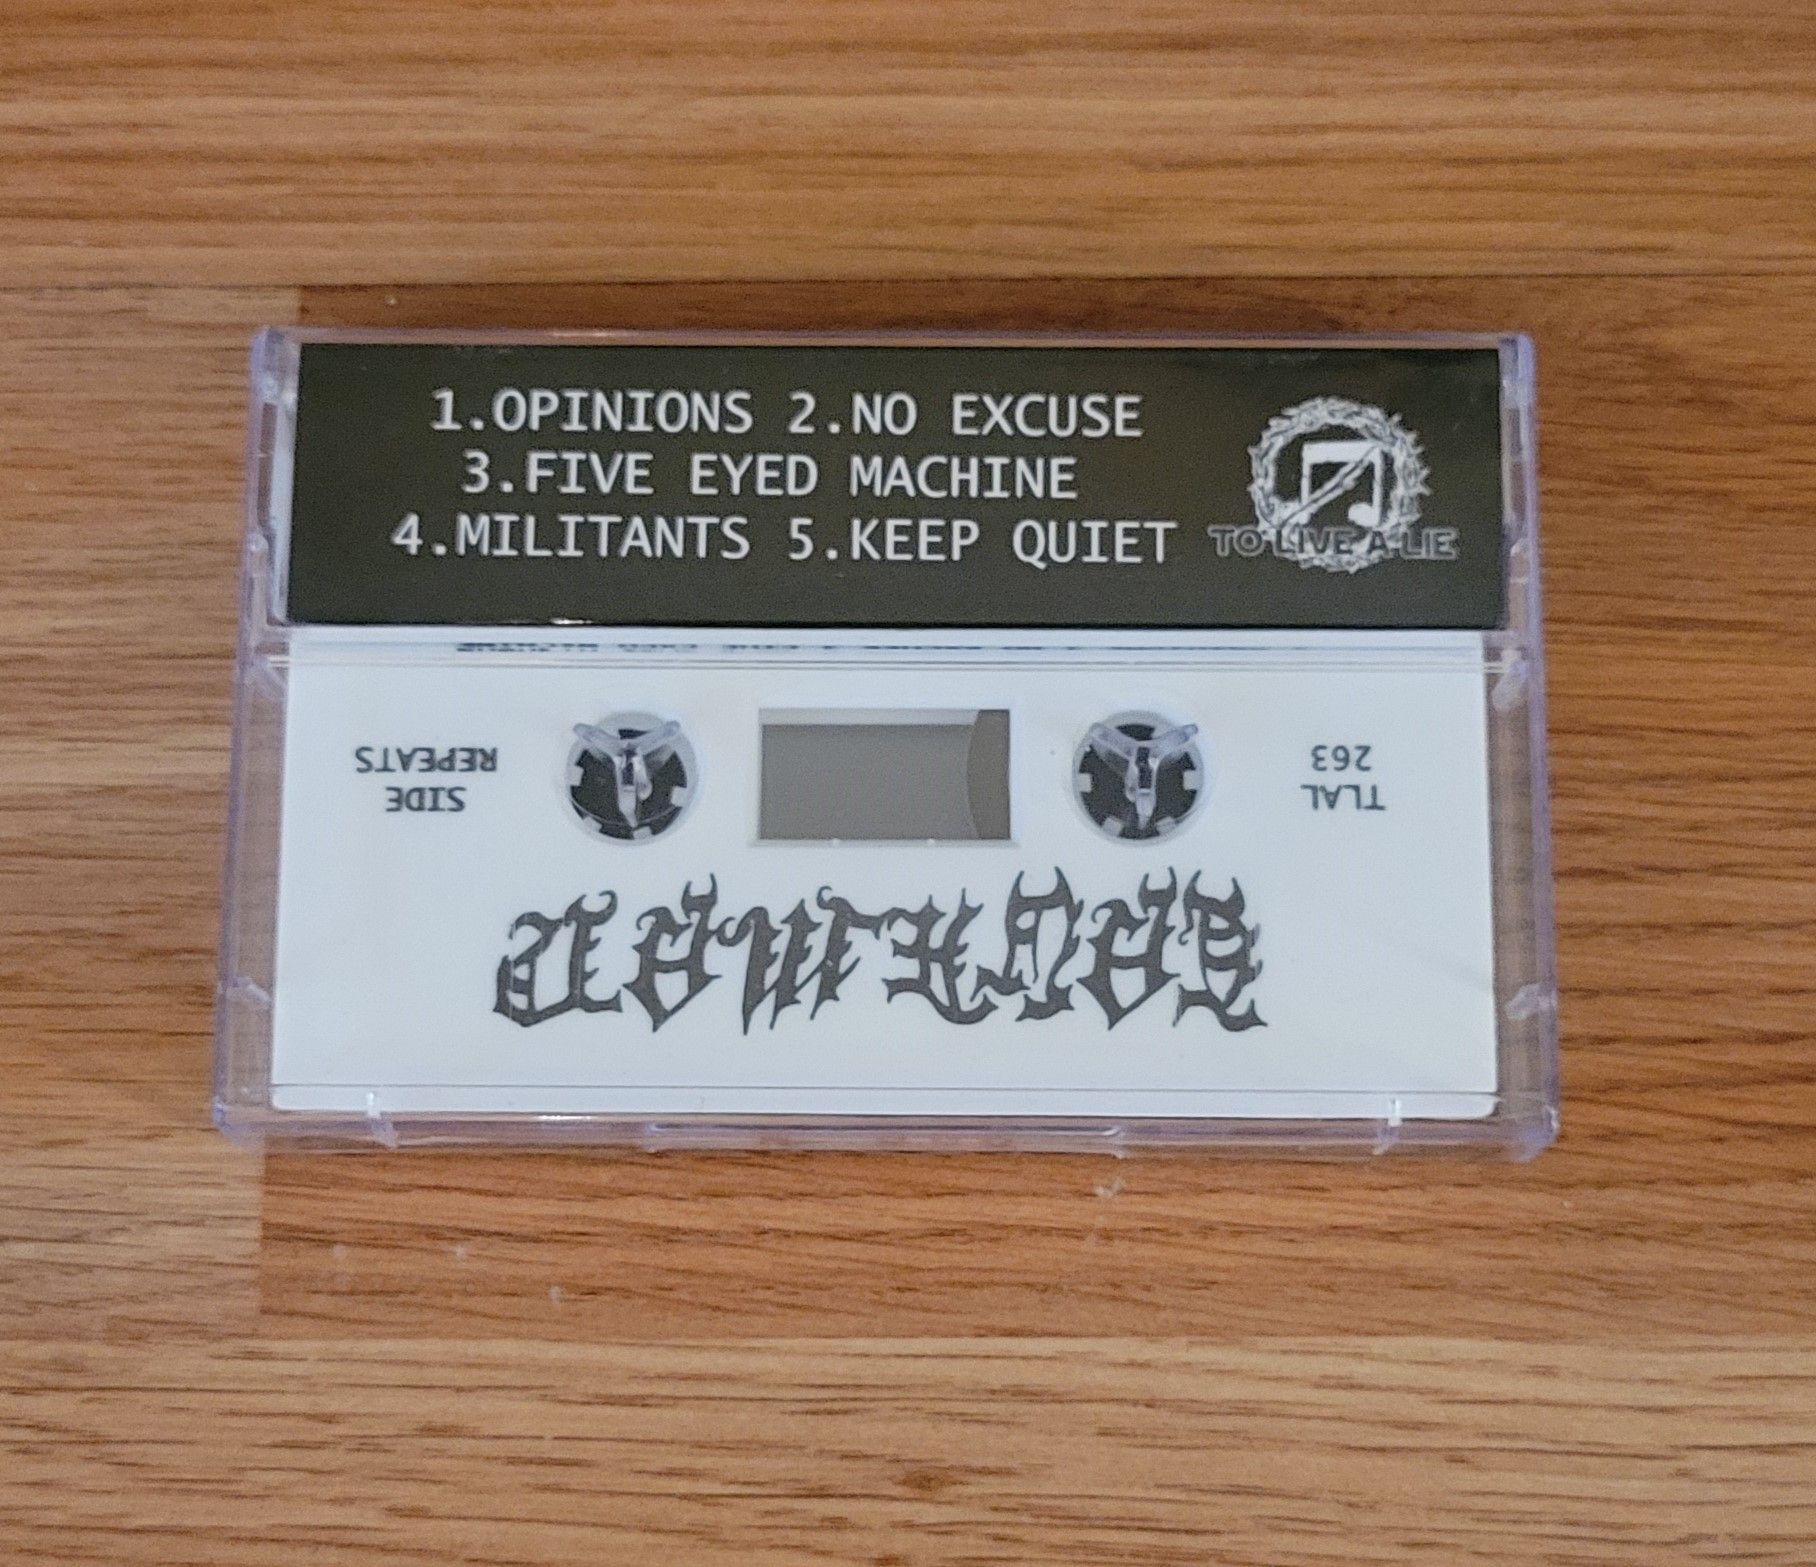 1.OPINIONS 2.NO EXCUSE
3.FIVE EYED MACHINE
4.MILITANTS 5.KEEP QUIET
TO LIVE A LIE
TLAL
263
SIDE
REPEATS